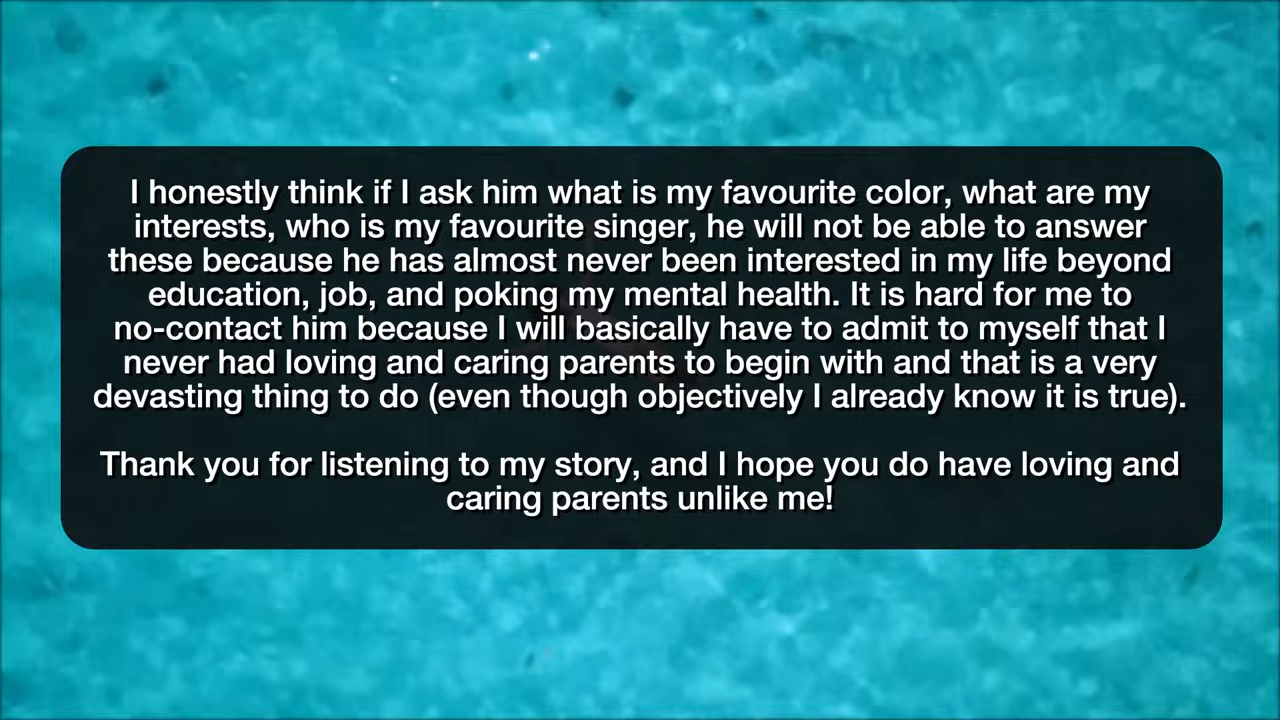 I honestly think if I ask him what is my favourite color, what are my
interests, who is my favourite singer, he will not be able to answer
these because he has almost never been interested in my life beyond
education, job, and poking my mental health. It is hard for me to
no-contact him because I will basically have to admit to myself that I
never had loving and caring parents to begin with and that is a very
devasting thing to do (even though objectively I already know it is true).
Thank you for listening to my story, and I hope you do have loving and
caring parents unlike me!